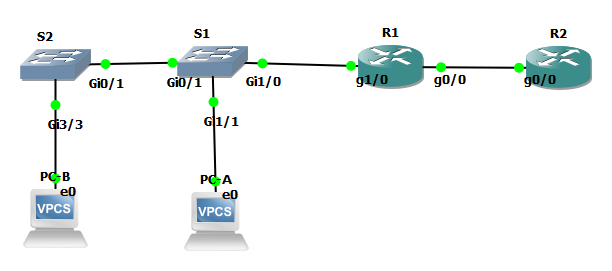 S2
S1
R1
R2
Gi0/1
Gi0/1
Gi1/0
g1/0
g0/0
g0/0
Gi3/3
Gi1/1
PC-B
e0
PC-A
e0
VPCS
VPCS